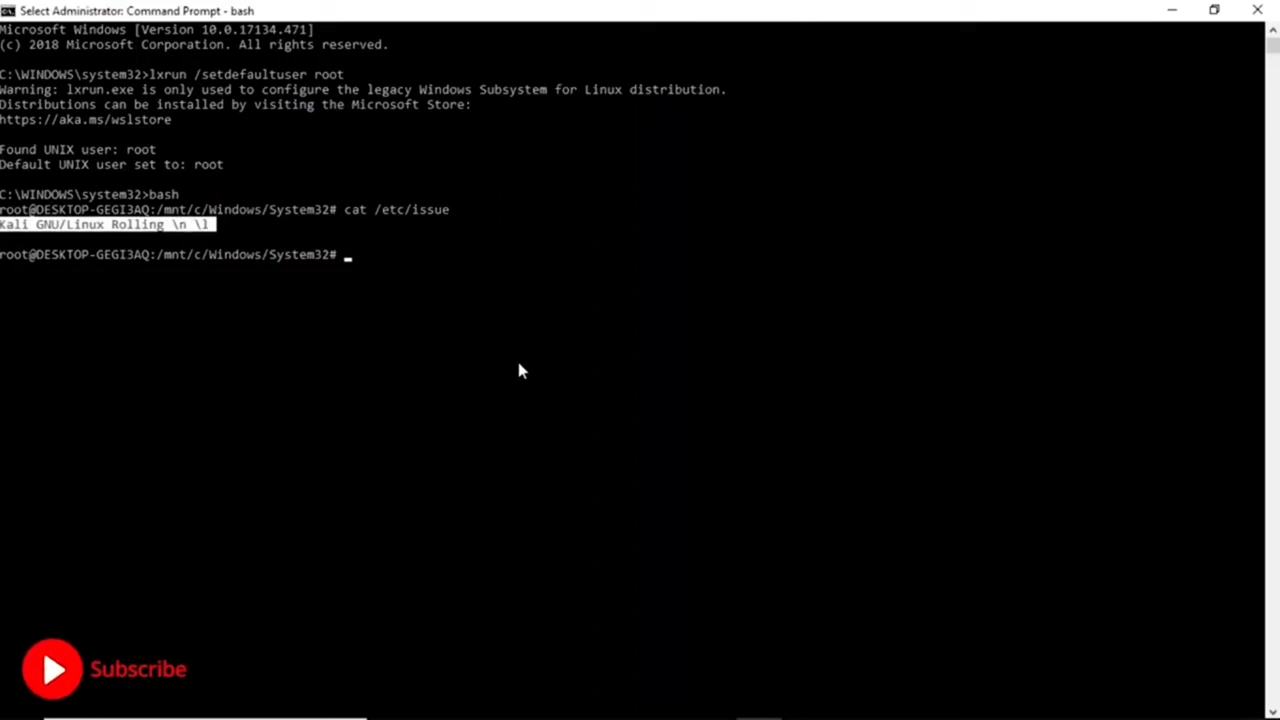 Select Administrator: Command Prompt - bash
Microsoft Windows [Version 10.0.17134.471]
(c) 2018 Microsoft Corporation. All rights reserved.
C:\WINDOWS\system32>lxrun /setdefaultuser root
Warning: lxrun.exe is only used to configure the legacy Windows Subsystem for Linux distribution.
Distributions can be installed by visiting the Microsoft Store:
https://aka.ms/wslstore
Found UNIX user: root
Default UNIX user set to: root
C:\WINDOWS\system32>bash
root@DESKTOP-GEGI3AQ:/mnt/c/Windows/System32# cat /etc/issue
Kali GNU/Linux Rolling \n \l
root@DESKTOP-GEGI3AQ:/mnt/c/Windows/System32#
Subscribe